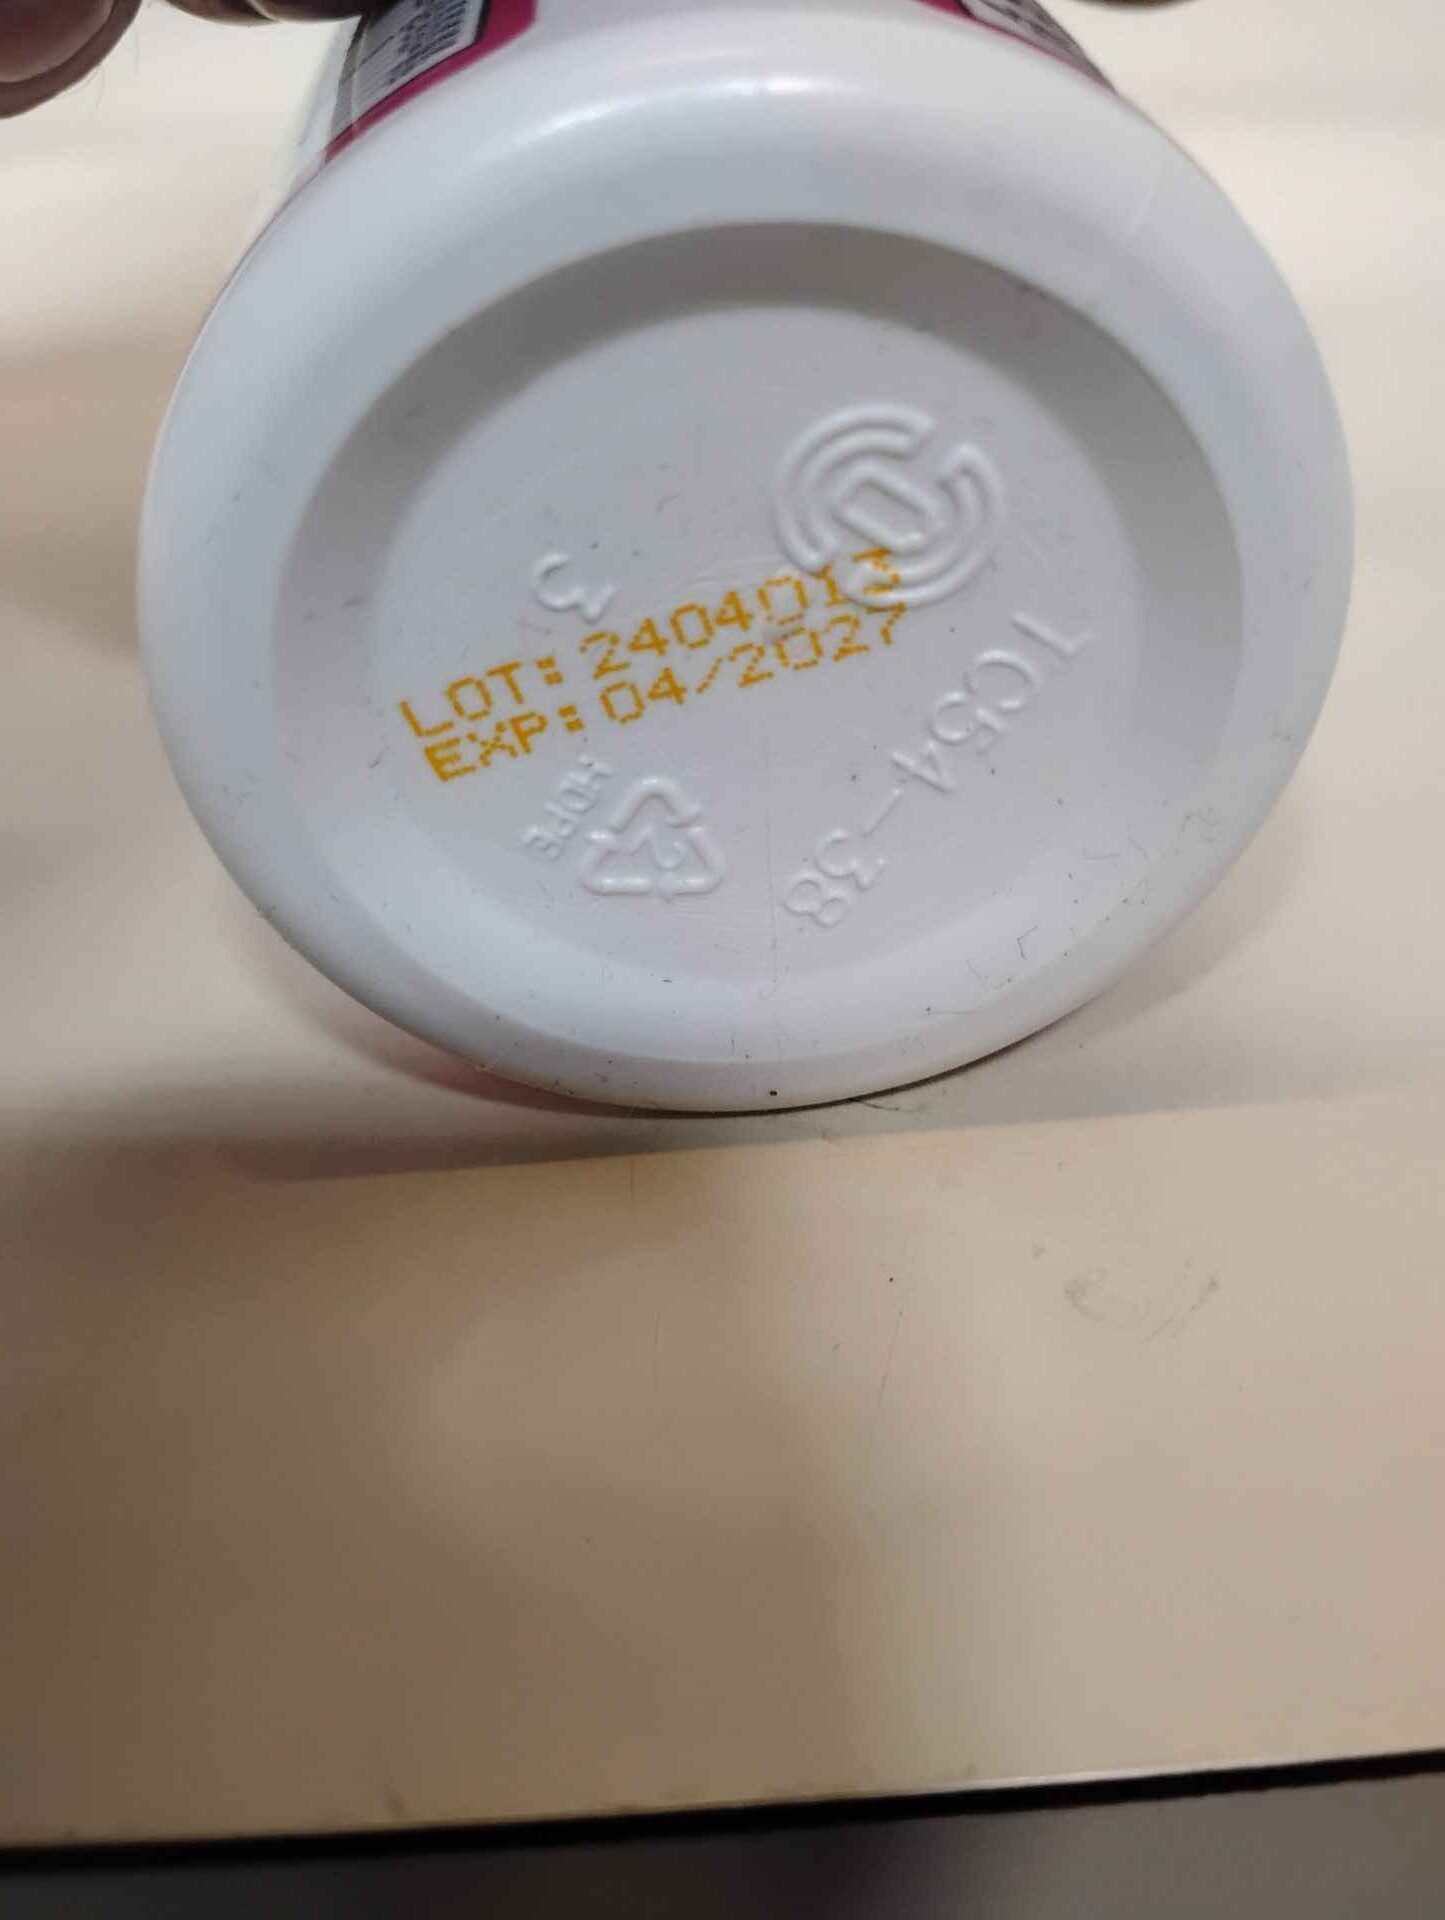 LOT: 2404013
EXP: 04/2027
3
TC54-38
2
HDPE